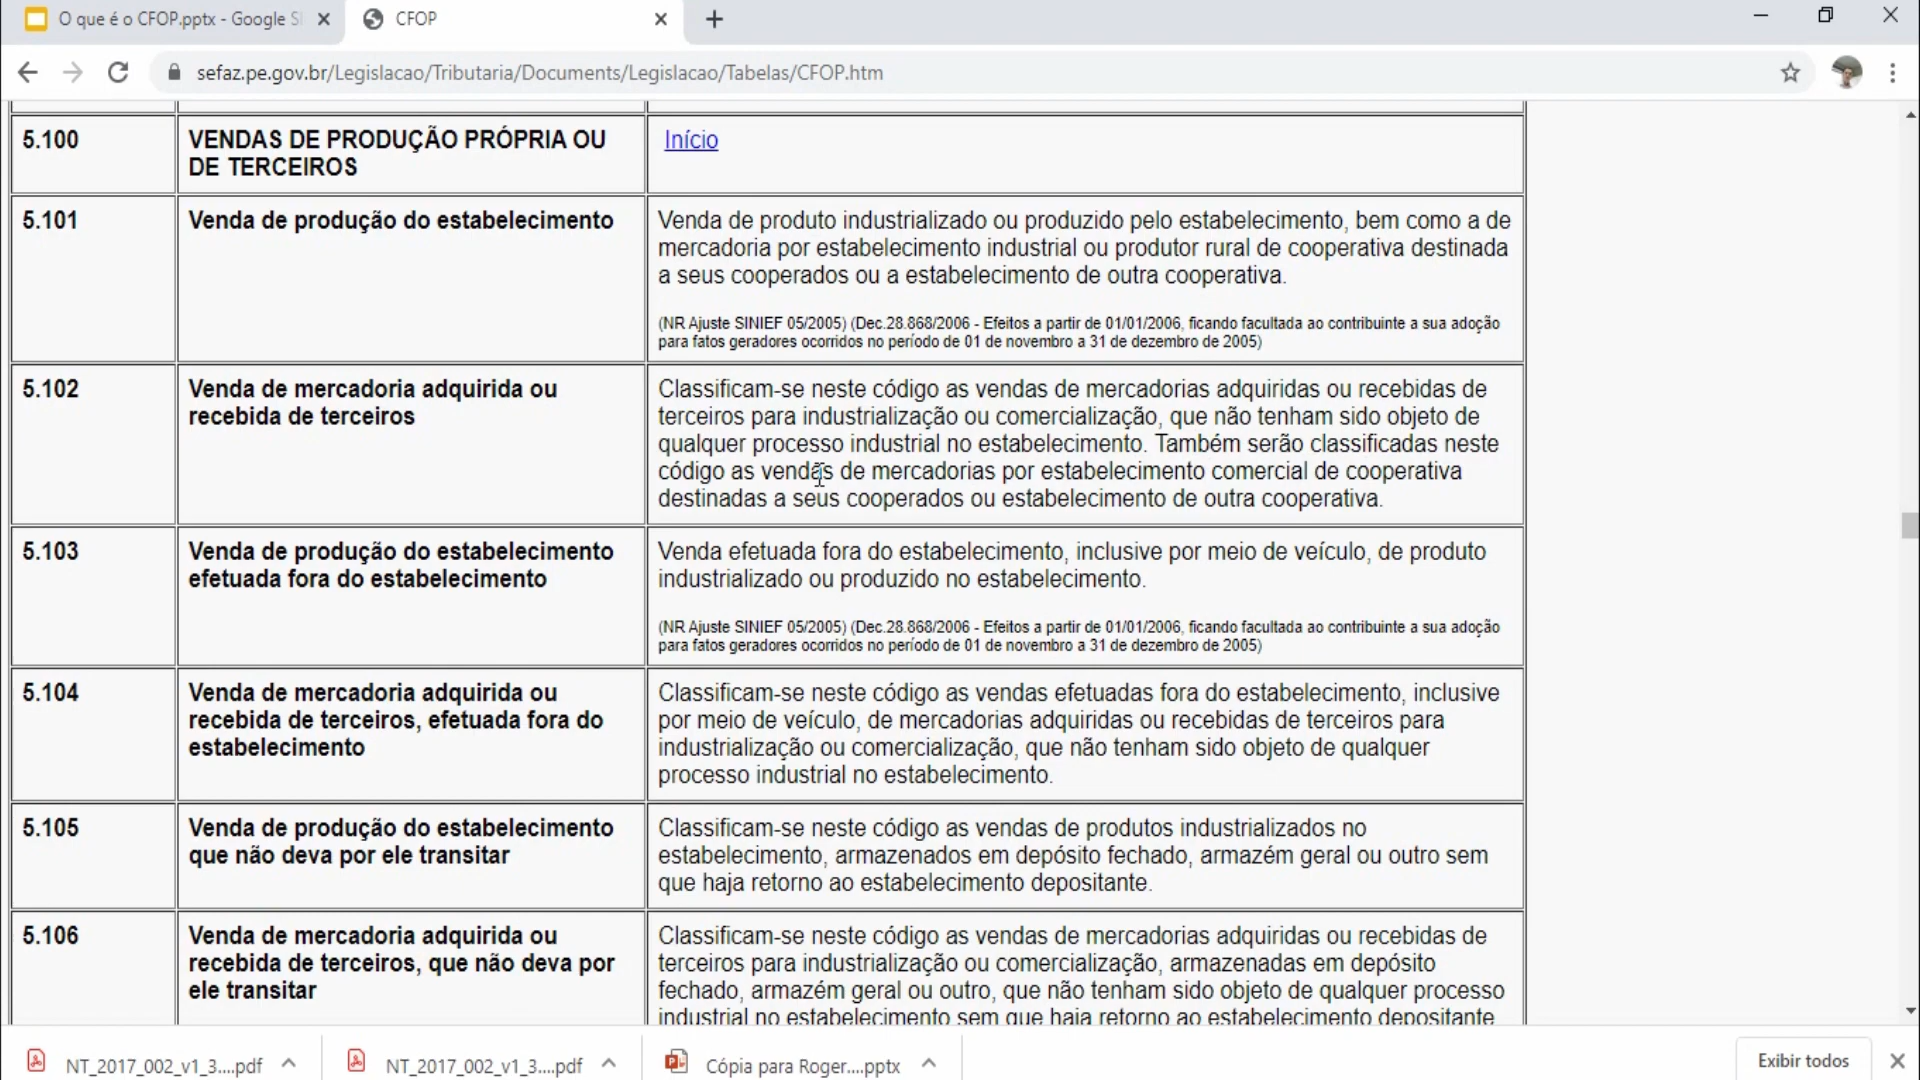 O que é o CFOP.pptx - Google S
CFOP
sefaz.pe.gov.br/Legislacao/Tributaria/Documents/Legislacao/Tabelas/CFOP.htm
5.100
VENDAS DE PRODUÇÃO PRÓPRIA OU
DE TERCEIROS
Início
5.101
Venda de produção do estabelecimento
Venda de produto industrializado ou produzido pelo estabelecimento, bem como a de
mercadoria por estabelecimento industrial ou produtor rural de cooperativa destinada
a seus cooperados ou a estabelecimento de outra cooperativa.
(NR Ajuste SINIEF 05/2005) (Dec.28.868/2006 - Efeitos a partir de 01/01/2006, ficando facultada ao contribuinte a sua adoção
para fatos geradores ocorridos no período de 01 de novembro a 31 de dezembro de 2005)
5.102
Venda de mercadoria adquirida ou
recebida de terceiros
Classificam-se neste código as vendas de mercadorias adquiridas ou recebidas de
terceiros para industrialização ou comercialização, que não tenham sido objeto de
qualquer processo industrial no estabelecimento. Também serão classificadas neste
código as vendas de mercadorias por estabelecimento comercial de cooperativa
destinadas a seus cooperados ou estabelecimento de outra cooperativa.
5.103
Venda de produção do estabelecimento
efetuada fora do estabelecimento
Venda efetuada fora do estabelecimento, inclusive por meio de veículo, de produto
industrializado ou produzido no estabelecimento.
(NR Ajuste SINIEF 05/2005) (Dec.28.868/2006 - Efeitos a partir de 01/01/2006, ficando facultada ao contribuinte a sua adoção
para fatos geradores ocorridos no período de 01 de novembro a 31 de dezembro de 2005)
5.104
Venda de mercadoria adquirida ou
recebida de terceiros, efetuada fora do
estabelecimento
Classificam-se neste código as vendas efetuadas fora do estabelecimento, inclusive
por meio de veículo, de mercadorias adquiridas ou recebidas de terceiros para
industrialização ou comercialização, que não tenham sido objeto de qualquer
processo industrial no estabelecimento.
5.105
Venda de produção do estabelecimento
que não deva por ele transitar
Classificam-se neste código as vendas de produtos industrializados no
estabelecimento, armazenados em depósito fechado, armazém geral ou outro sem
que haja retorno ao estabelecimento depositante.
5.106
Venda de mercadoria adquirida ou
recebida de terceiros, que não deva por
ele transitar
Classificam-se neste código as vendas de mercadorias adquiridas ou recebidas de
terceiros para industrialização ou comercialização, armazenadas em depósito
fechado, armazém geral ou outro, que não tenham sido objeto de qualquer processo
industrial no estabelecimento sem que haja retorno ao estabelecimento depositante
NT_2017_002_v1_3....pdf
NT_2017_002_v1_3....pdf
Cópia para Roger....pptx
Exibir todos